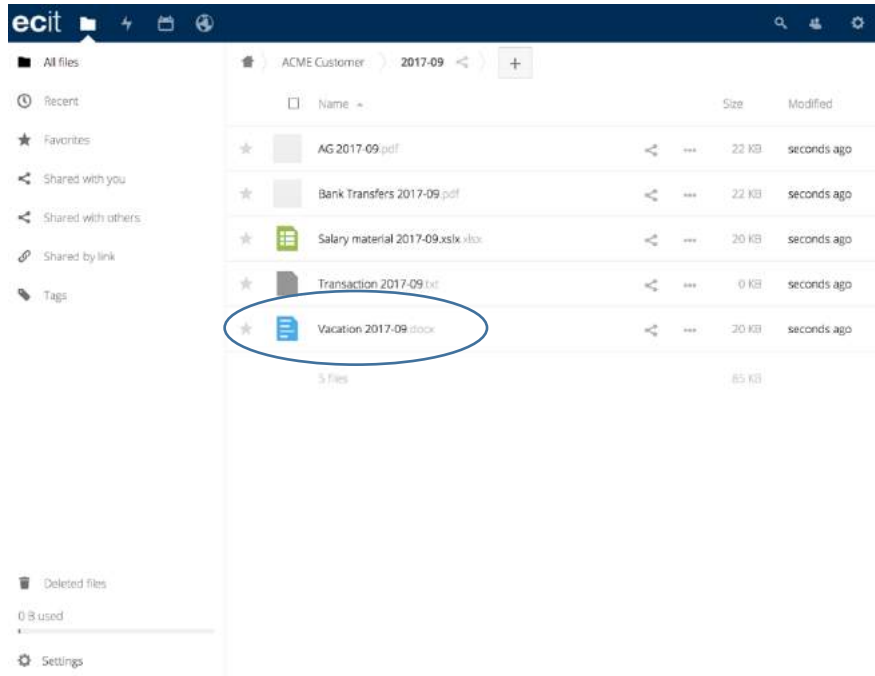 ecit
All files
Recent
Favorites
Shared with you
Shared with others
Shared by link
Tags
Deleted files
0 B used
Settings
ACME Customer 2017-09 +
Name Size Modified
AG 2017-09.pdf 22 KB seconds ago
Bank Transfers 2017-09.pdf 22 KB seconds ago
Salary material 2017-09.xslx.xlsx 20 KB seconds ago
Transaction 2017-09.txt 0 KB seconds ago
Vacation 2017-09.docx 20 KB seconds ago
5 files 65 KB